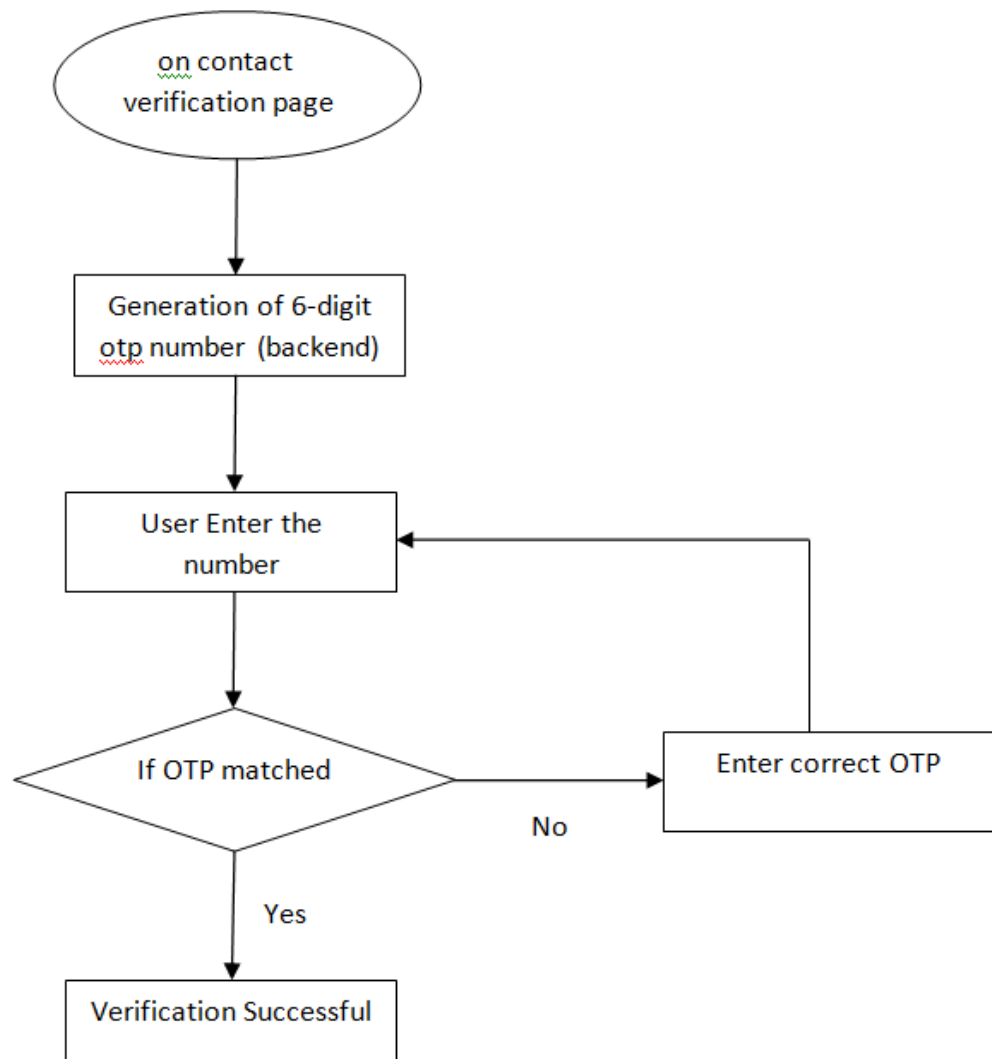 on contact
verification page
Generation of 6-digit
otp number (backend)
User Enter the
number
If OTP matched
Enter correct OTP
No
Yes
Verification Successful